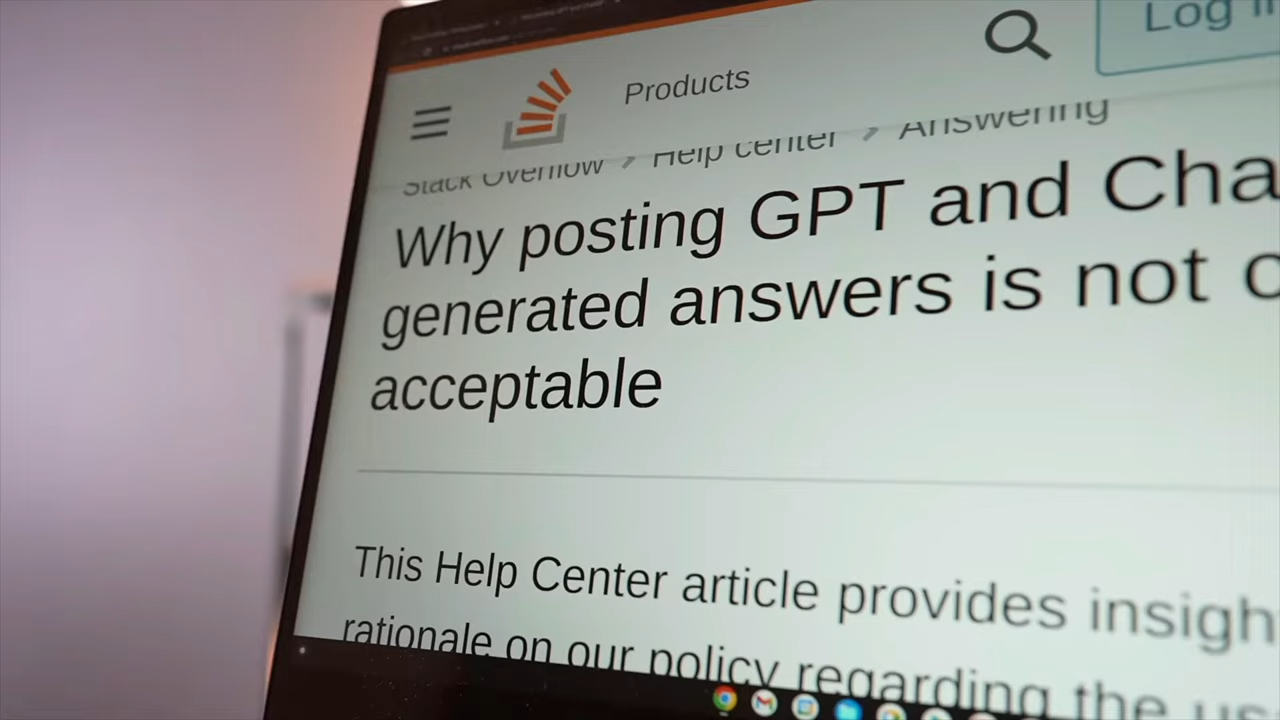 Products
Log i
Stack Overflow > Help center > Answering
Why posting GPT and Cha
generated answers is not o
acceptable
This Help Center article provides insigh
rationale on our policy regarding the us